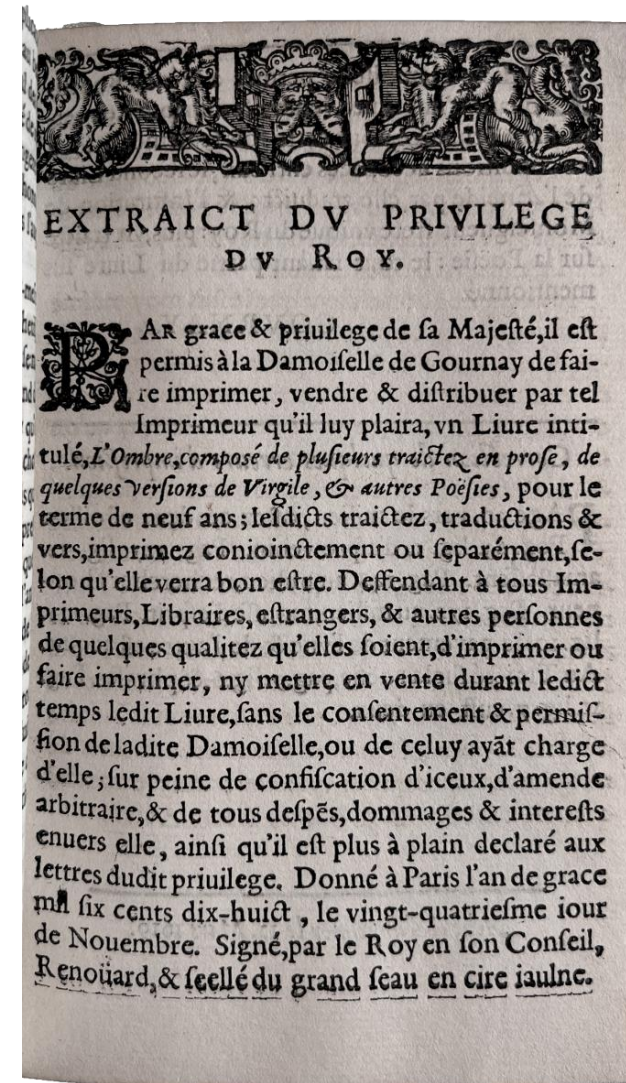 EXTRAICT DV PRIVILEGE
DV ROY.
PAR grace & priuilege de ſa Majeſté, il eſt
permis à la Damoiſelle de Gournay de fai-
re imprimer, vendre & diſtribuer par tel
Imprimeur qu'il luy plaira, vn Liure inti-
tulé, L'Ombre, composé de pluſieurs traictez en proſe, de
quelques verſions de Virgile, & autres Poëſies, pour le
terme de neuf ans; leſdicts traictez, traductions &
vers, imprimez conioinctement ou ſeparément, ſe-
lon qu'elle verra bon eſtre. Deffendant à tous Im-
primeurs, Libraires, eſtrangers, & autres perſonnes
de quelques qualitez qu'elles ſoient, d'imprimer ou
faire imprimer, ny mettre en vente durant ledict
temps ledit Liure, ſans le conſentement & permiſ-
ſion de ladite Damoiſelle, ou de celuy ayãt charge
d'elle; ſur peine de confiſcation d'iceux, d'amende
arbitraire, & de tous deſpẽs, dommages & intereſts
enuers elle, ainſi qu'il eſt plus à plain declaré aux
lettres dudit priuilege. Donné à Paris l'an de grace
mil ſix cents dix-huict, le vingt-quatrieſme iour
de Nouembre. Signé, par le Roy en ſon Conſeil,
Renoüard, & ſeellé du grand ſeau en cire iaulne.